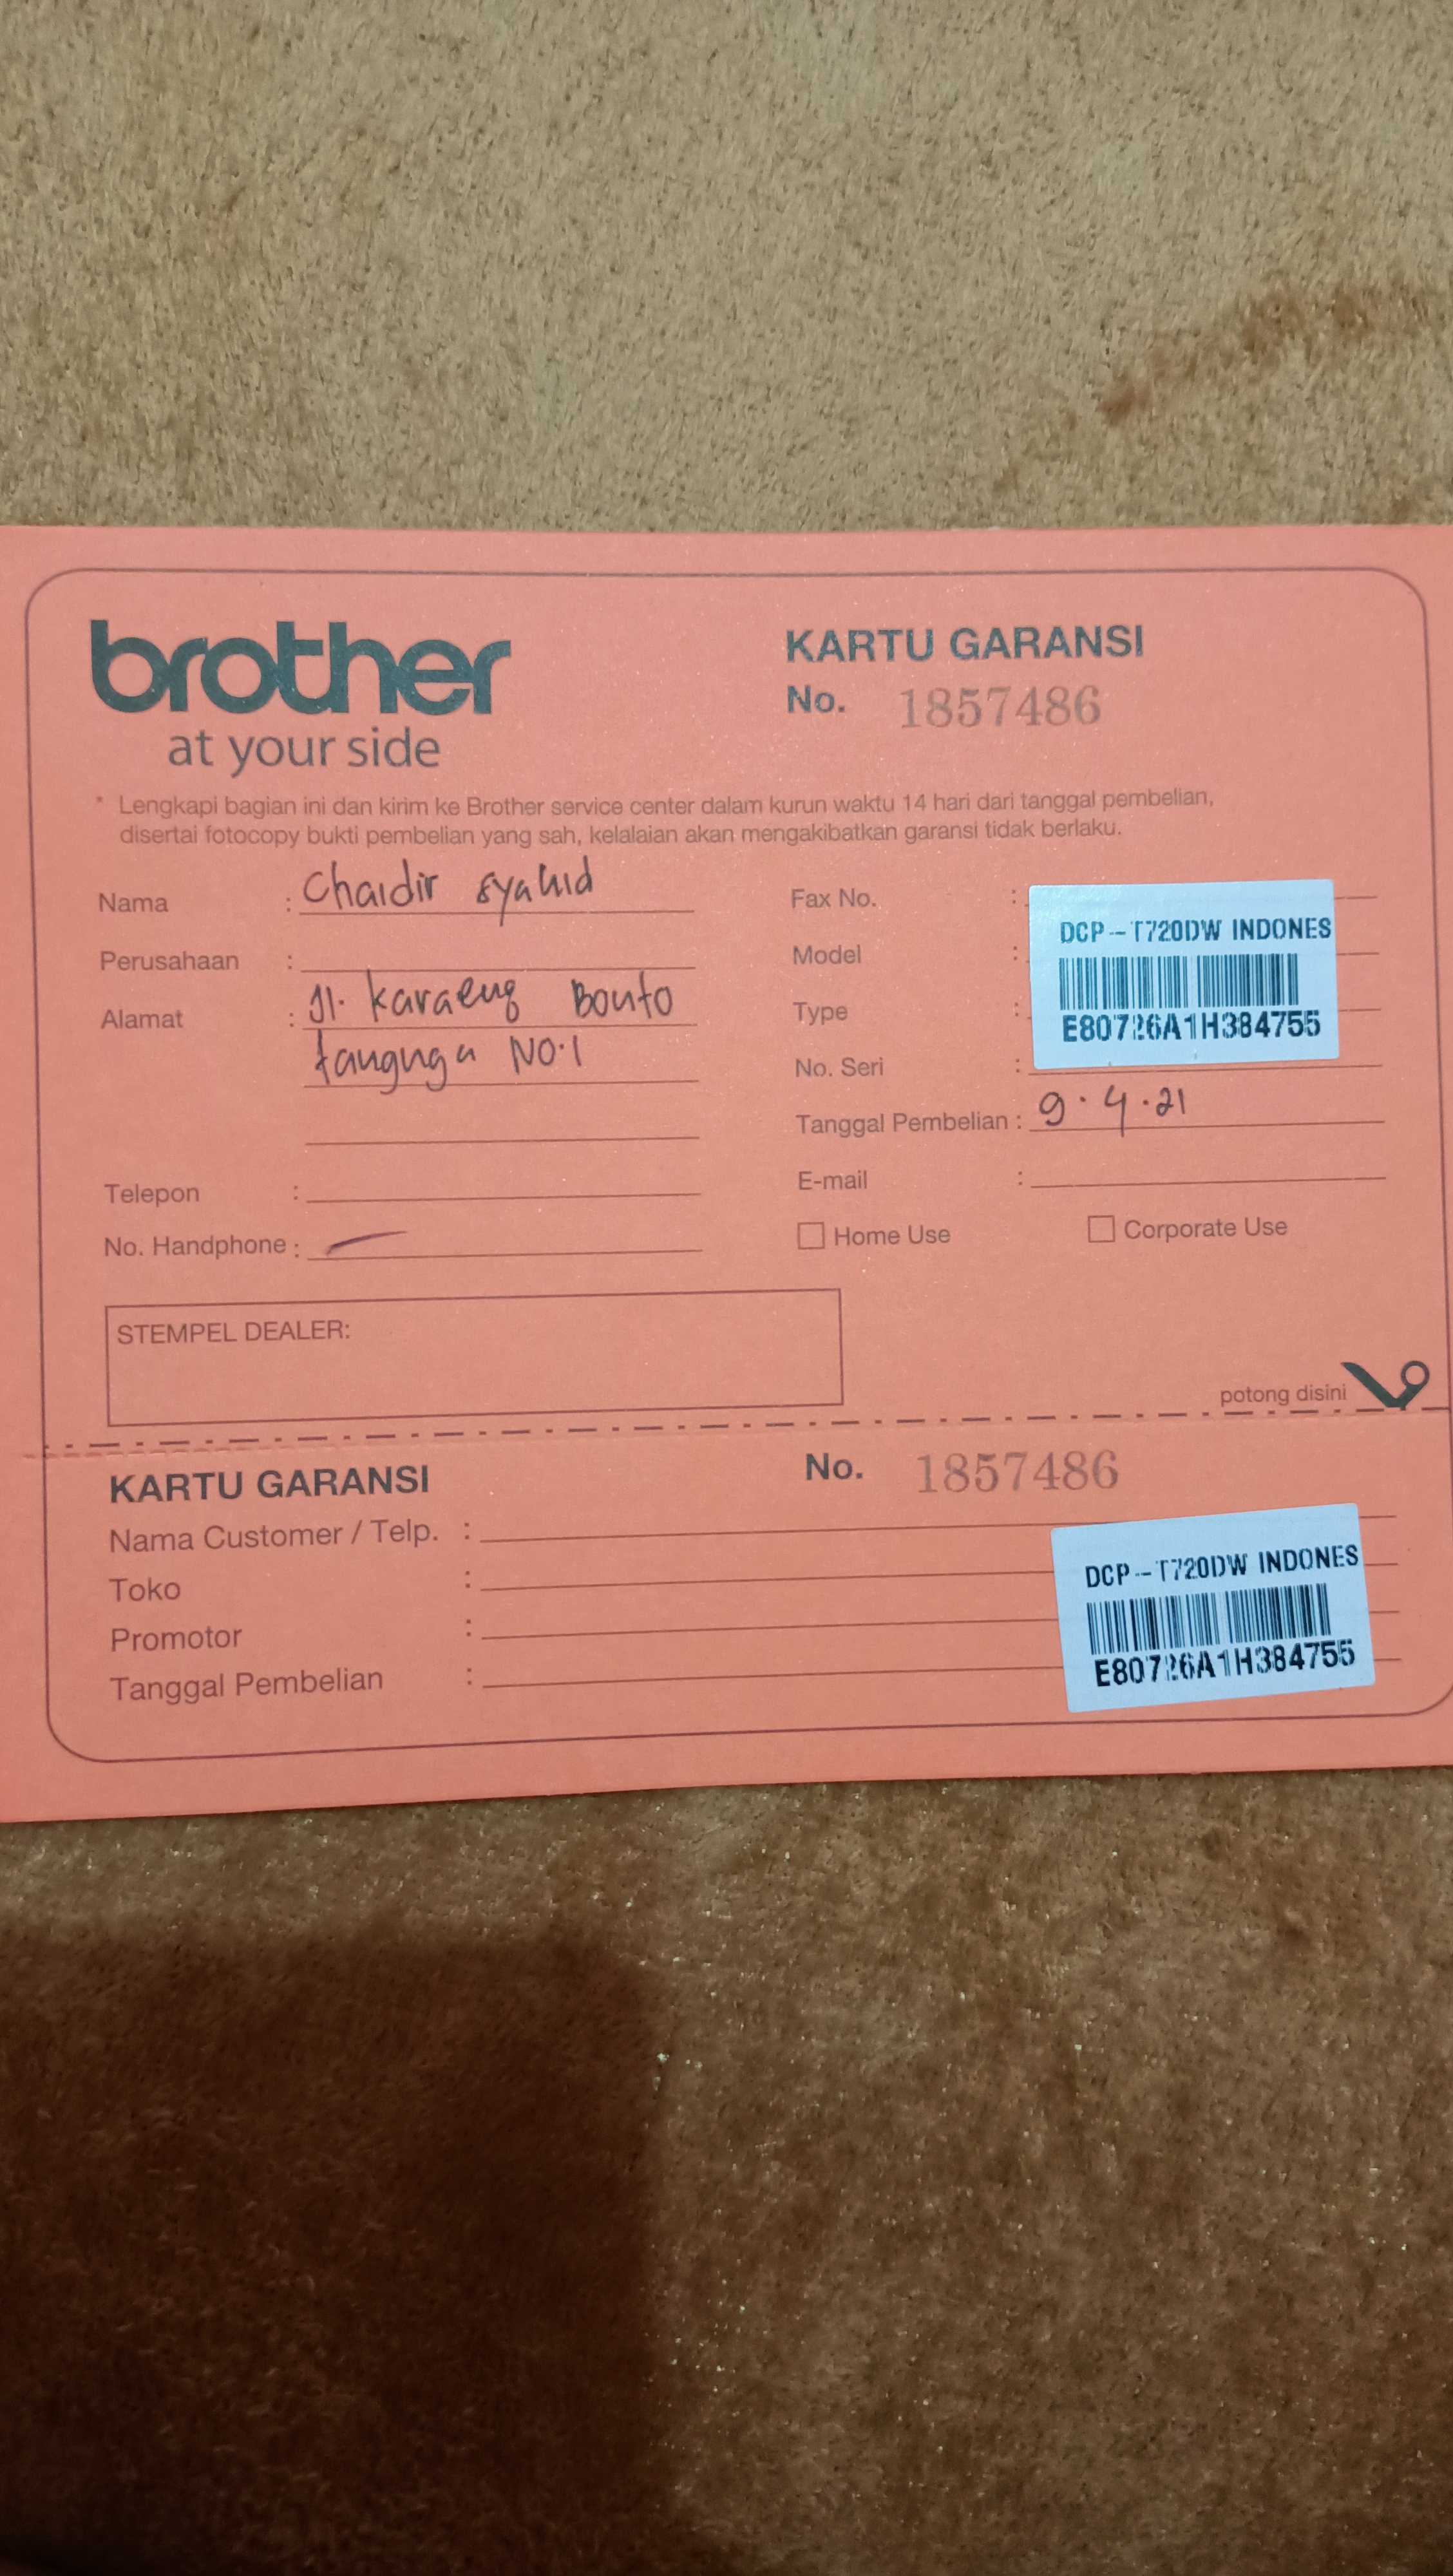 brother
at your side
KARTU GARANSI
No. 1857486
* Lengkapi bagian ini dan kirim ke Brother service center dalam kurun waktu 14 hari dari tanggal pembelian,
disertai fotocopy bukti pembelian yang sah, kelalaian akan mengakibatkan garansi tidak berlaku.
Nama : Chaidir syahid
Perusahaan :
Alamat : Jl. karaeng Bonto
tangnga NO.1
Telepon :
No. Handphone :
Fax No. :
Model :
Type :
No. Seri :
DCP-T720DW INDONES
E80726A1H384755
Tanggal Pembelian : 9.4.21
E-mail :
Home Use Corporate Use
STEMPEL DEALER:
potong disini
KARTU GARANSI No. 1857486
Nama Customer / Telp. :
Toko :
Promotor :
Tanggal Pembelian :
DCP-T720DW INDONES
E80726A1H384755